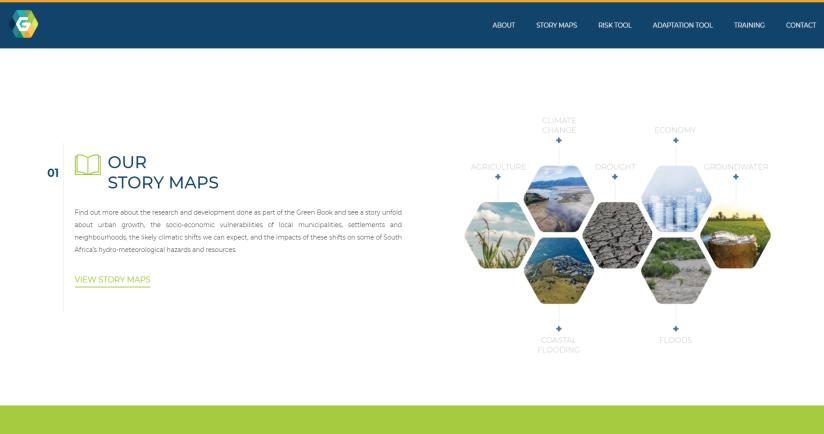 G
ABOUT STORY MAPS RISK TOOL ADAPTATION TOOL TRAINING CONTACT
01
OUR
STORY MAPS
Find out more about the research and development done as part of the Green Book and see a story unfold
about urban growth, the socio-economic vulnerabilities of local municipalities, settlements and
neighbourhoods, the likely climatic shifts we can expect, and the impacts of these shifts on some of South
Africa's hydro-meteorological hazards and resources.
VIEW STORY MAPS
CLIMATE
CHANGE
ECONOMY
AGRICULTURE
DROUGHT
GROUNDWATER
COASTAL
FLOODING
FLOODS